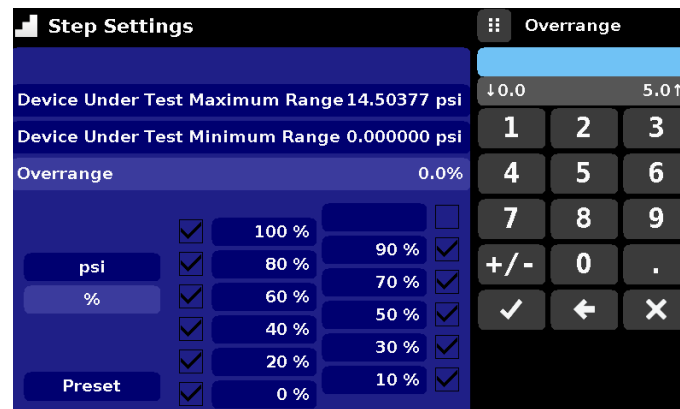 Step Settings
Overrange
Device Under Test Maximum Range 14.50377 psi
Device Under Test Minimum Range 0.000000 psi
Overrange 0.0%
100 %
90 %
psi
80 %
70 %
%
60 %
50 %
40 %
30 %
20 %
Preset
10 %
0 %
↓0.0 5.0↑
1 2 3
4 5 6
7 8 9
+/- 0 .